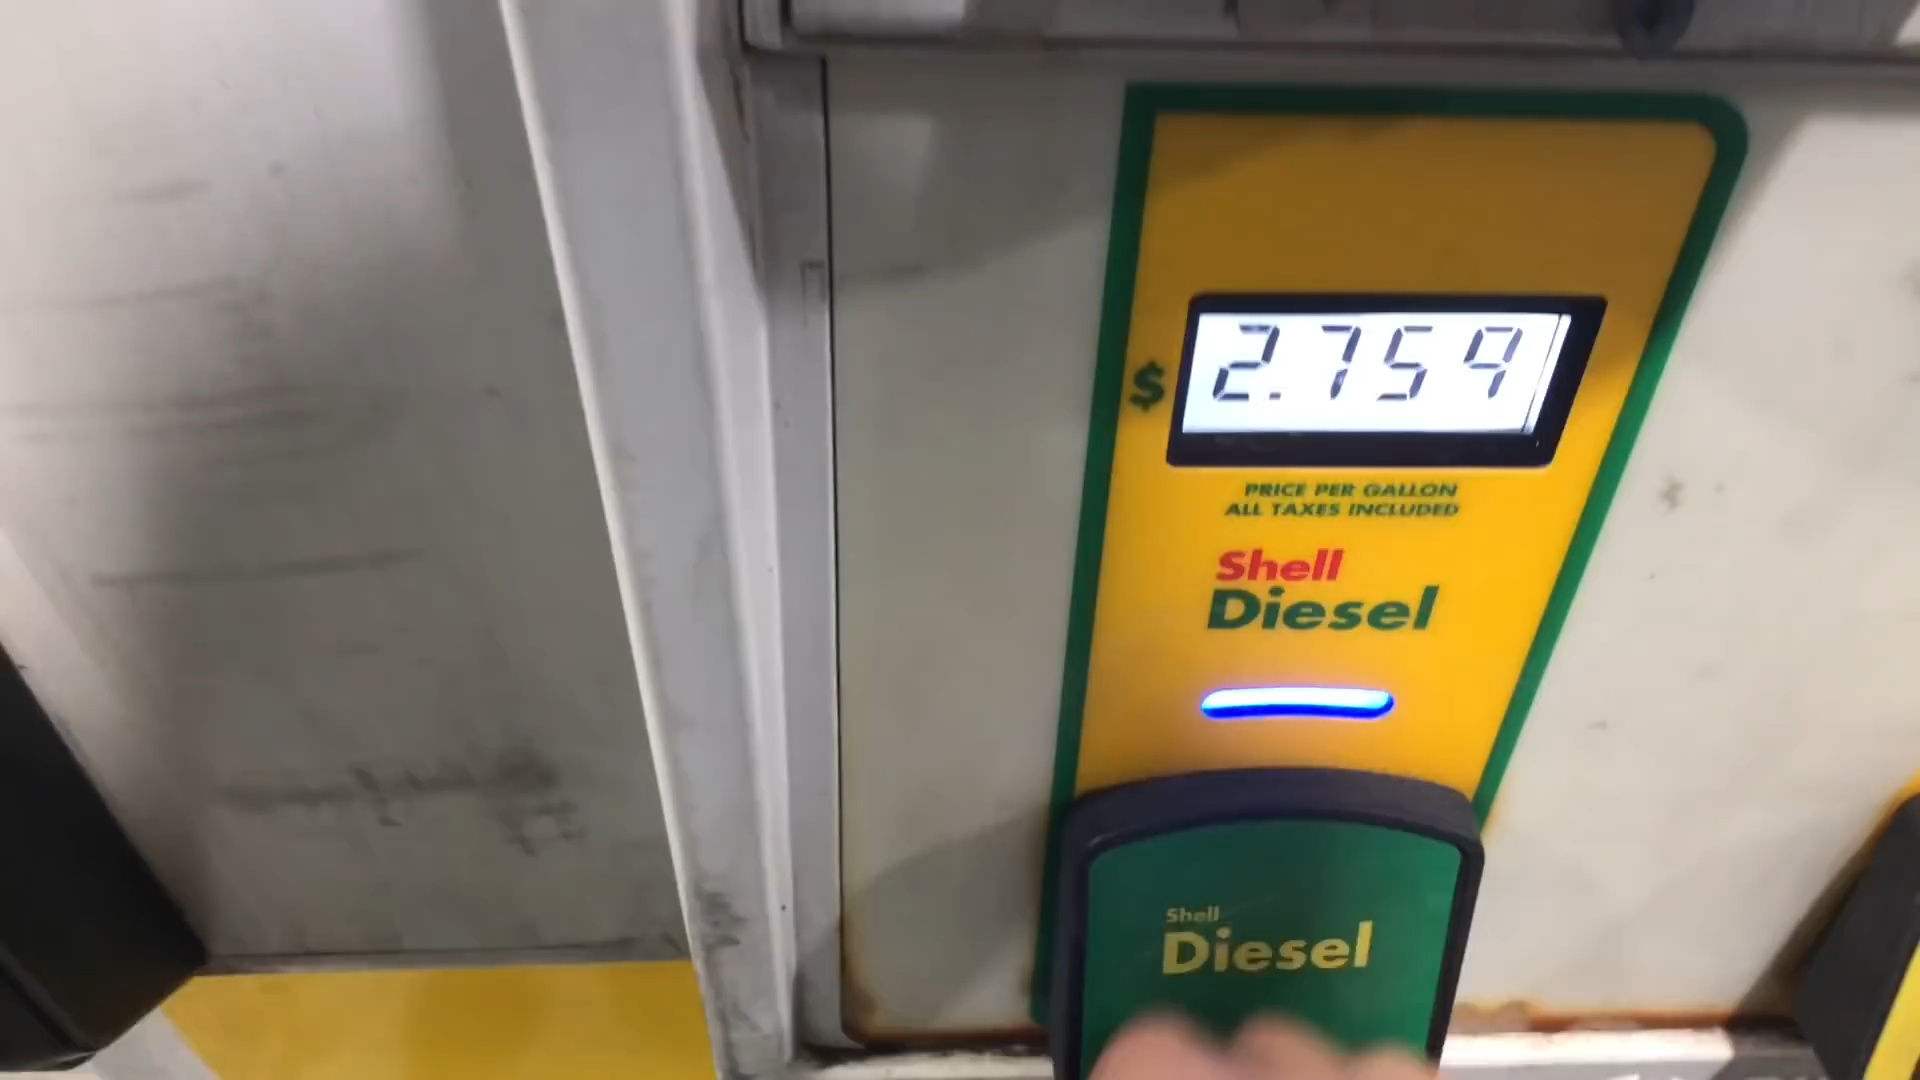 2.759
$
PRICE PER GALLON
ALL TAXES INCLUDED
Shell
Diesel
Shell
Diesel